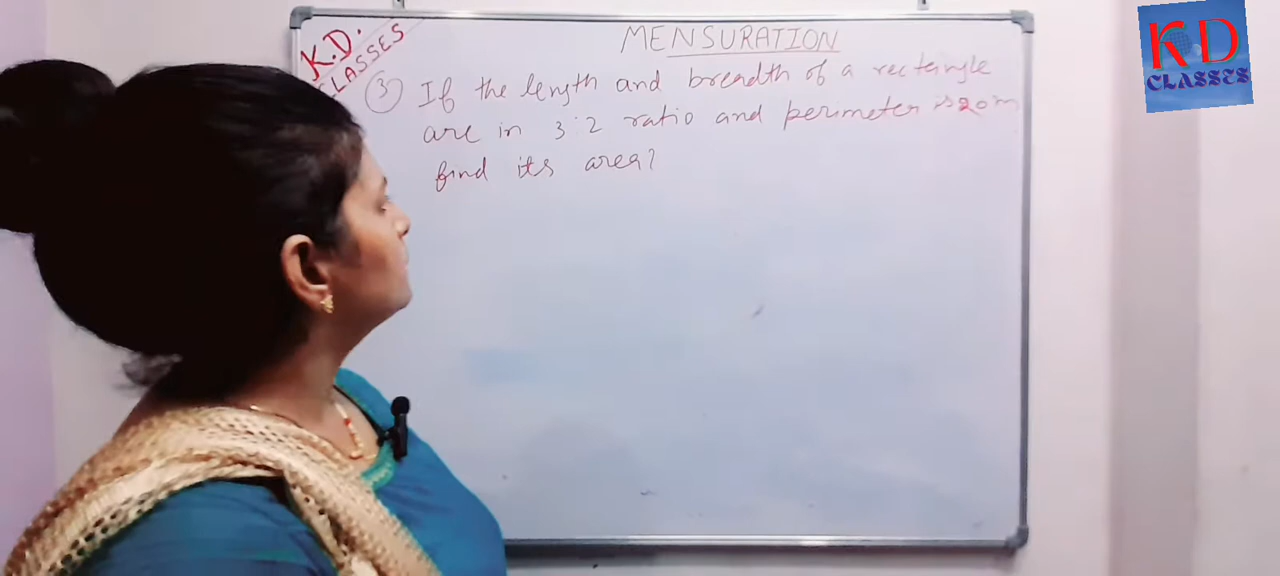 K.D.
CLASSES
MENSURATION
③ If the length and breadth of a rectangle
are in 3:2 ratio and perimeter is 20m
find its area?
KD
CLASSES